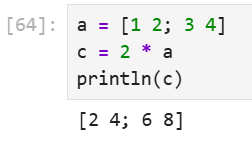 [64]: a = [1 2; 3 4]
c = 2 * a
println(c)
[2 4; 6 8]